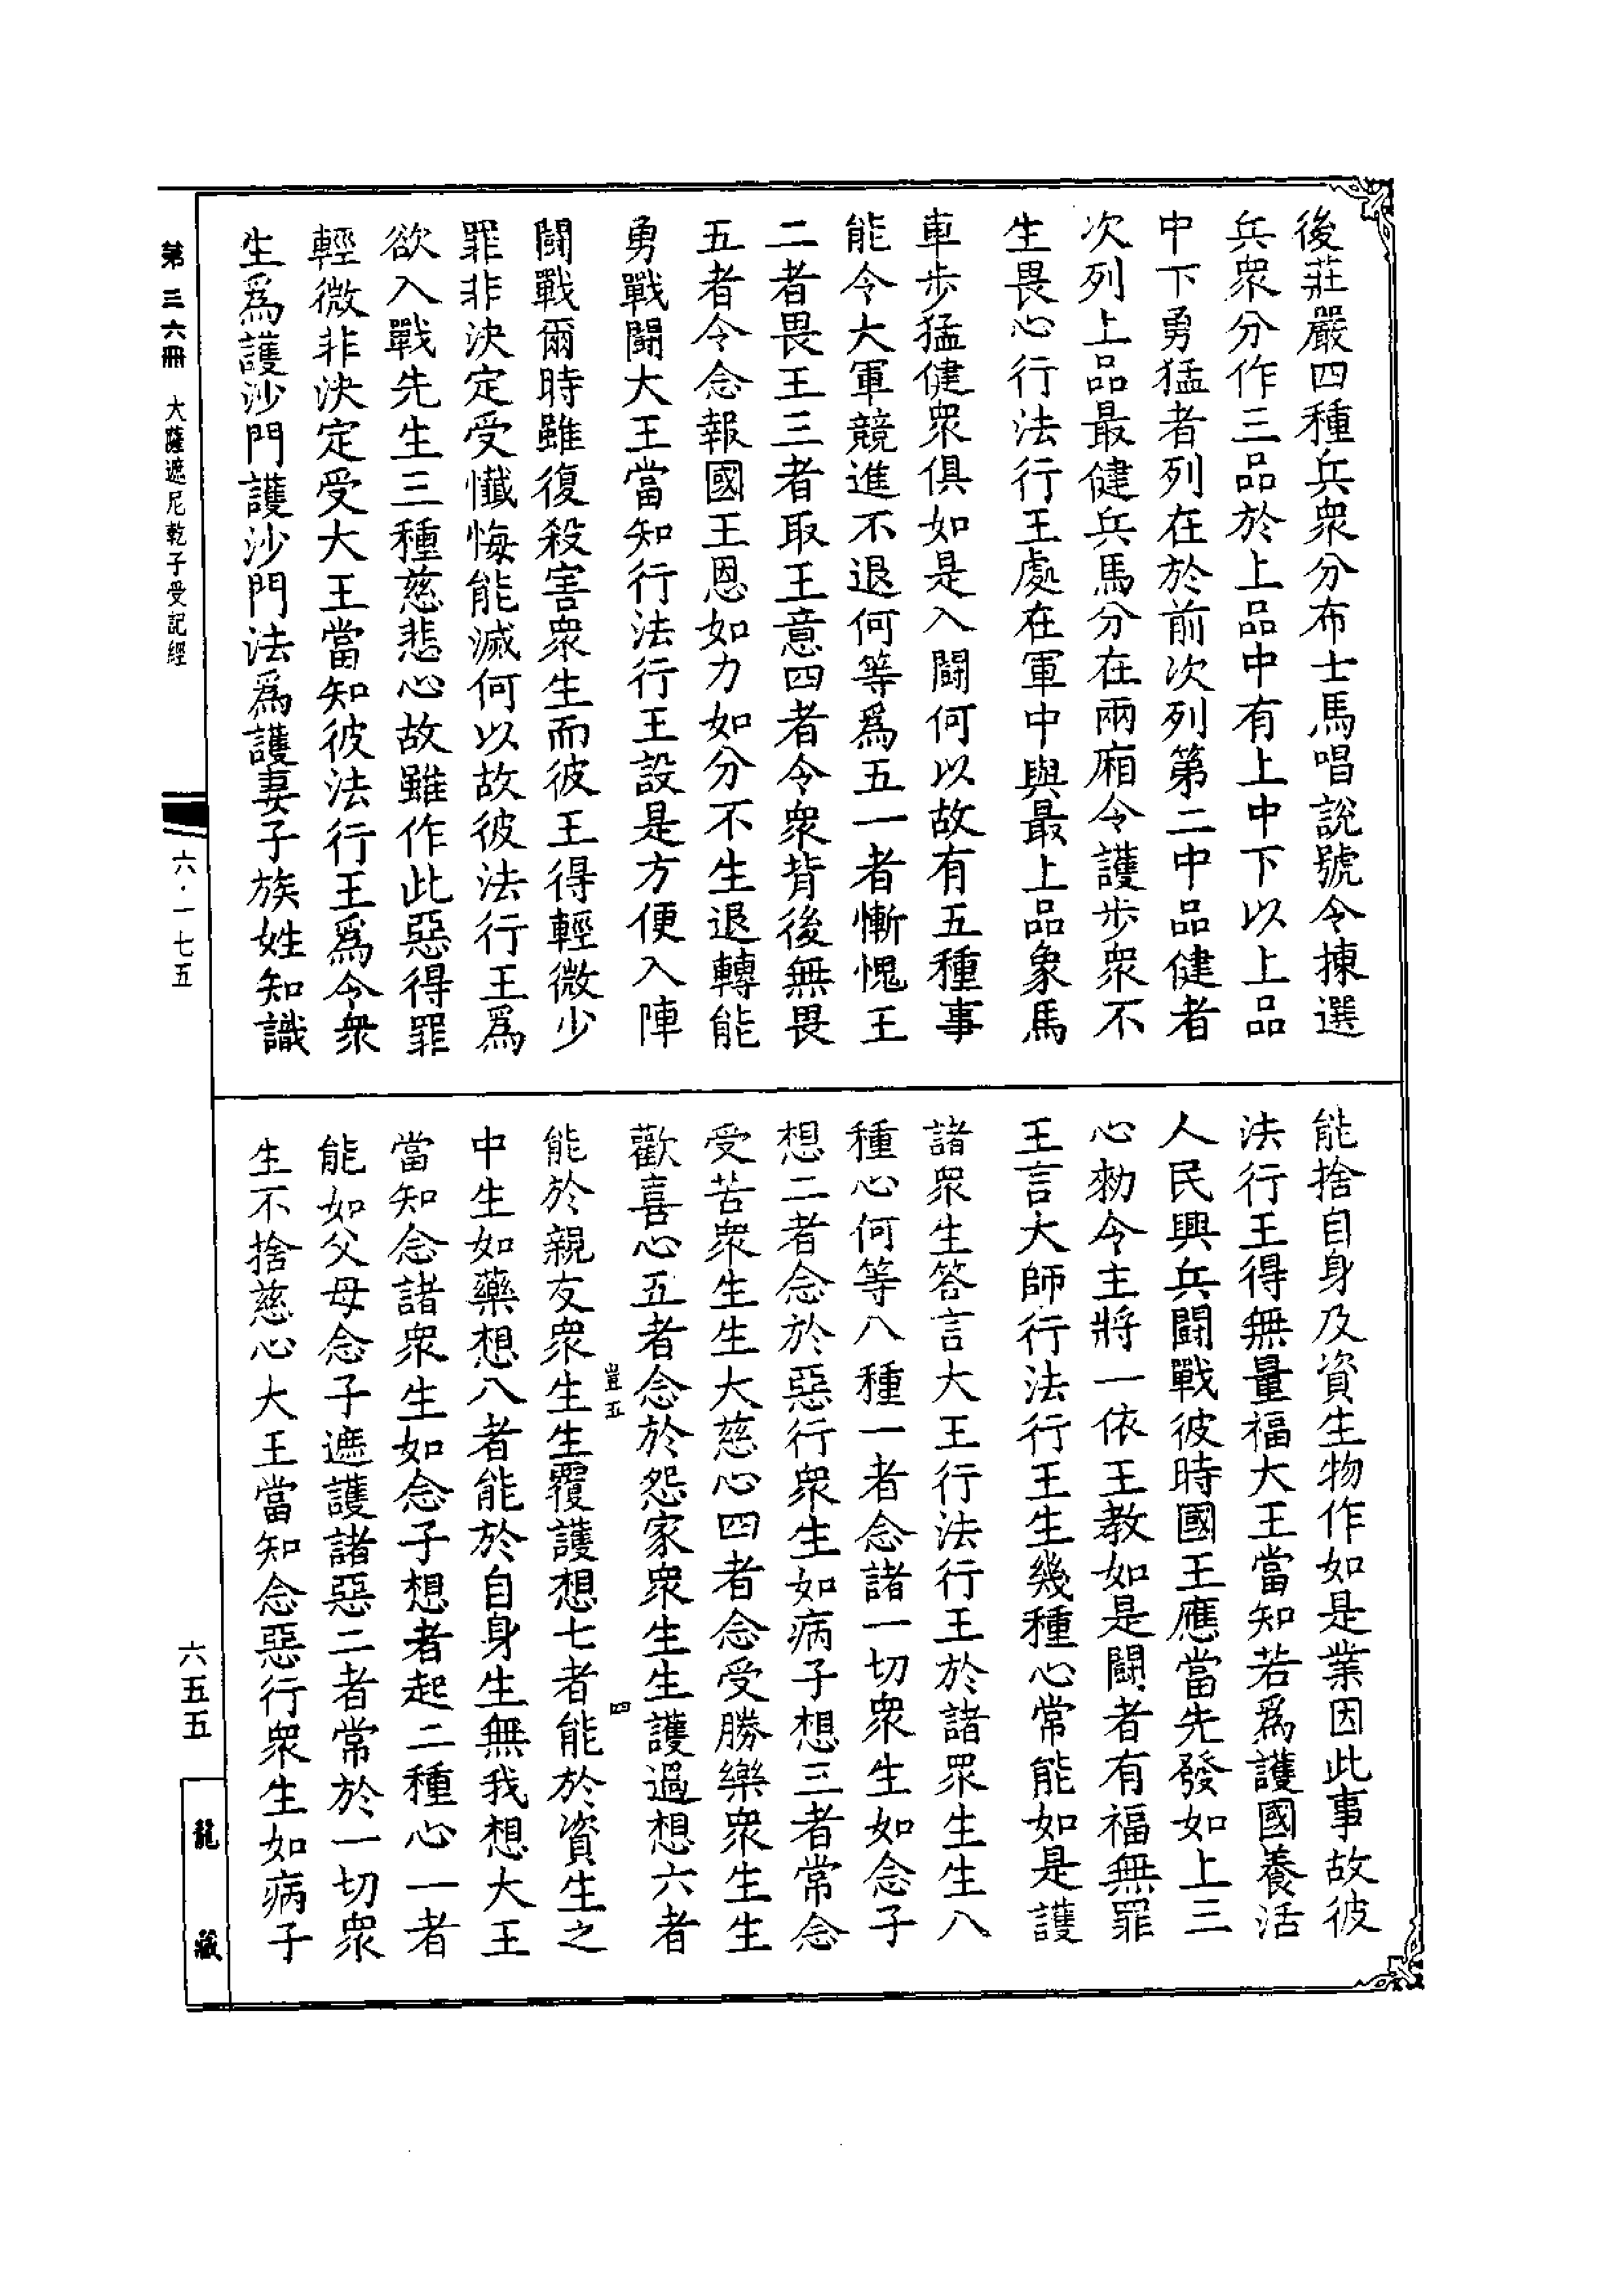 後莊嚴四種兵衆分布士馬唱說號令揀選
兵衆分作三品於上品中有上中下以上品
中下勇猛者列在於前次列第二中品健者
次列上品最健兵馬分在兩廂令護步衆不
生畏心行法行王處在軍中與最上品象馬
車步猛健衆俱如是入鬪何以故有五種事
能令大軍競進不退何等爲五一者慚愧王
二者畏王三者取王意四者令衆背後無畏
五者令念報國王恩如力如分不生退轉能
勇戰鬪大王當知行法行王設是方便入陣
鬪戰爾時雖復殺害衆生而彼王得輕微少
罪非決定受懺悔能滅何以故彼法行王爲
欲入戰先生三種慈悲心故雖作此惡得罪
輕微非決定受大王當知彼法行王爲令衆
生爲護沙門護沙門法爲護妻子族姓知識
能捨自身及資生物作如是業因此事故彼
法行王得無量福大王當知若爲護國養活
人民興兵鬪戰彼時國王應當先發如上三
心勑令主將一依王教如是鬪者有福無罪
王言大師行法行王生幾種心常能如是護
諸衆生答言大王行法行王於諸衆生生八
種心何等八種一者念諸一切衆生如念子
想二者念於惡行衆生如病子想三者常念
受苦衆生生大慈心四者念受勝樂衆生生
歡喜心五者念於怨家衆生生護過想六者
豈五
四
能於親友衆生生覆護想七者能於資生之
中生如藥想八者能於自身生無我想大王
當知念諸衆生如念子想者起二種心一者
能如父母念子遮護諸惡二者常於一切衆
生不捨慈心大王當知念惡行衆生如病子
第三六冊 大薩遮尼乾子受記經
六·一七五
六五五
龍藏